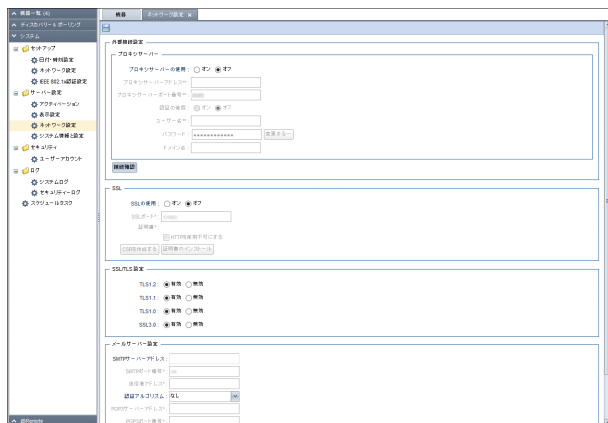 機器一覧 (4)
ディスカバリー&ポーリング
システム
セットアップ
日付・時刻設定
ネットワーク設定
IEEE 802.1x認証設定
サーバー設定
アクティベーション
表示設定
ネットワーク設定
システム情報と設定
セキュリティ
ユーザーアカウント
ログ
システムログ
セキュリティーログ
スケジュールタスク
@Remote
機器
ネットワーク設定 ×
外部接続設定
プロキシサーバー
プロキシサーバーの使用: オン オフ
プロキシサーバーアドレス*:
プロキシサーバーポート番号*:
認証の使用: オン オフ
ユーザー名*:
パスワード: ************ 変更する...
ドメイン名:
接続確認
SSL
SSLの使用: オン オフ
SSLポート*:
証明書*:
HTTPを使用不可にする
CSRを作成する 証明書のインストール
SSL/TLS 設定
TLS1.2: 有効 無効
TLS1.1: 有効 無効
TLS1.0: 有効 無効
SSL3.0: 有効 無効
メールサーバー設定
SMTPサーバーアドレス:
SMTPポート番号*:
送信者アドレス*:
認証アルゴリズム: なし
POP3サーバーアドレス*:
POP3ポート番号*: